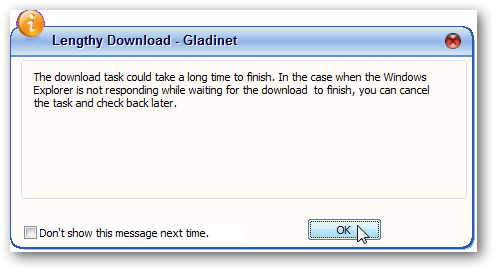 Lengthy Download - Gladinet
The download task could take a long time to finish. In the case when the Windows
Explorer is not responding while waiting for the download  to finish, you can cancel
the task and check back later.
Don't show this message next time.
OK